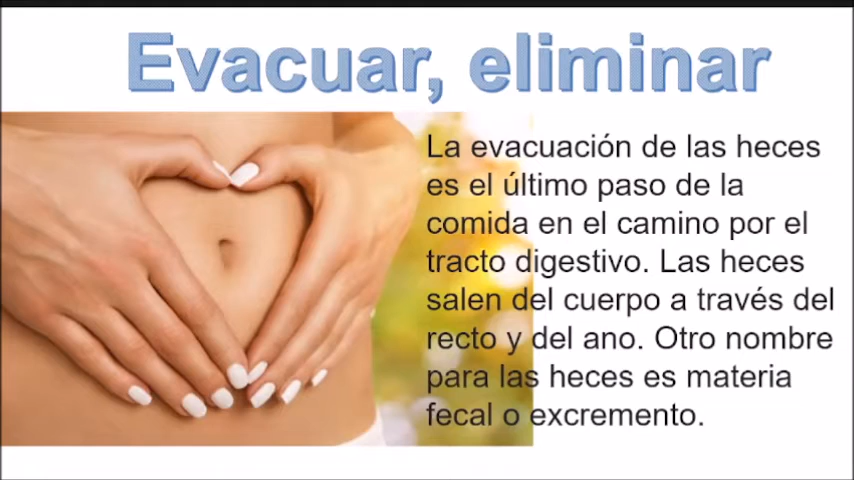 Evacuar, eliminar
La evacuación de las heces
es el último paso de la
comida en el camino por el
tracto digestivo. Las heces
salen del cuerpo a través del
recto y del ano. Otro nombre
para las heces es materia
fecal o excremento.